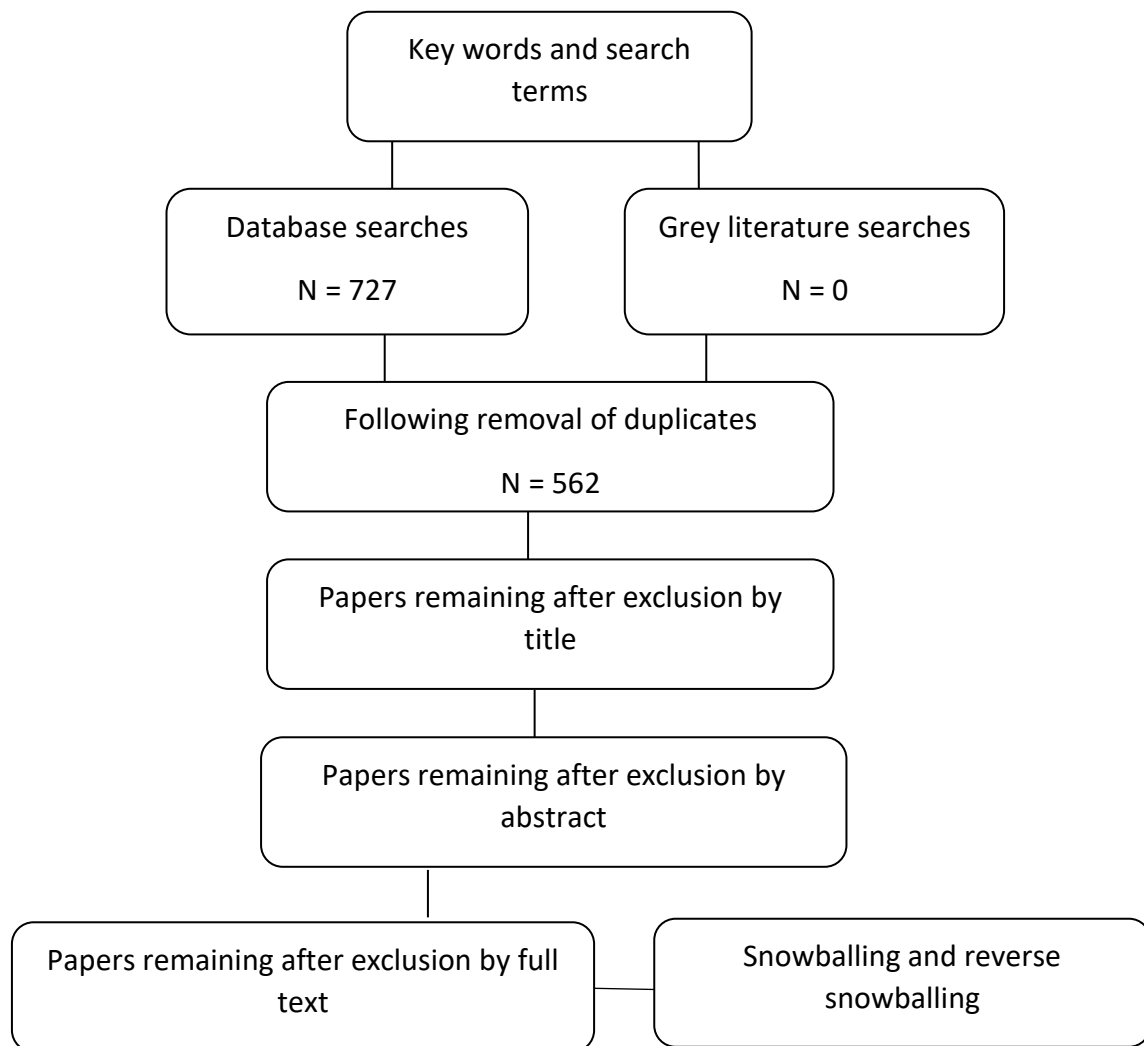 Key words and search
terms
Database searches
N = 727
Grey literature searches
N = 0
Following removal of duplicates
N = 562
Papers remaining after exclusion by
title
Papers remaining after exclusion by
abstract
Papers remaining after exclusion by full
text
Snowballing and reverse
snowballing